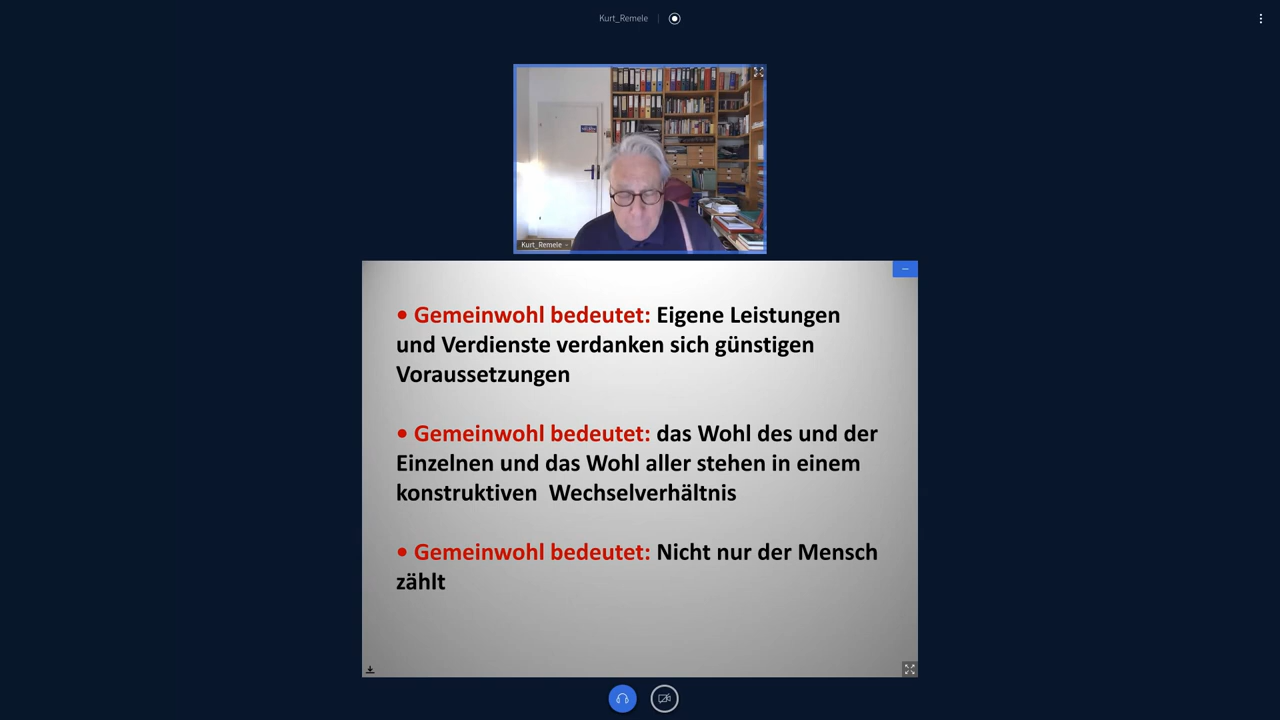 Kurt_Remele
Kurt_Remele
• Gemeinwohl bedeutet: Eigene Leistungen
und Verdienste verdanken sich günstigen
Voraussetzungen
• Gemeinwohl bedeutet: das Wohl des und der
Einzelnen und das Wohl aller stehen in einem
konstruktiven  Wechselverhältnis
• Gemeinwohl bedeutet: Nicht nur der Mensch
zählt